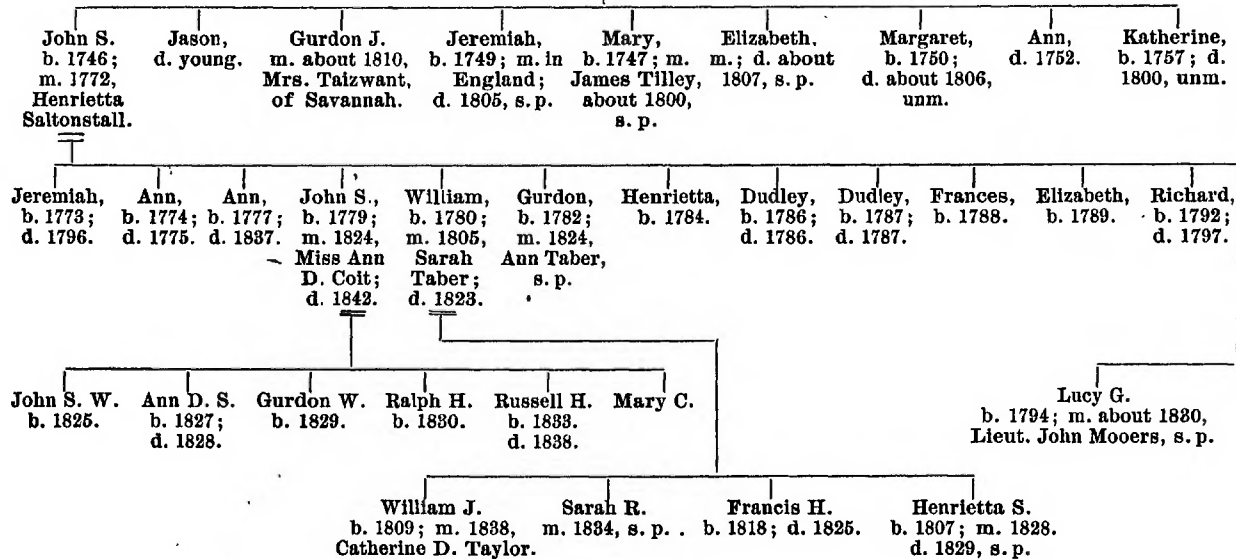 John S.
b. 1746;
m. 1772,
Henrietta
Saltonstall.
Jason,
d. young.
Gurdon J.
m. about 1810,
Mrs. Taizwant,
of Savannah.
Jeremiah,
b. 1749; m. in
England;
d. 1805, s. p.
Mary,
b. 1747; m.
James Tilley,
about 1800,
s. p.
Elizabeth,
m.; d. about
1807, s. p.
Margaret,
b. 1750;
d. about 1806,
unm.
Ann,
d. 1752.
Katherine,
b. 1757; d.
1800, unm.
Jeremiah,
b. 1773;
d. 1796.
Ann,
b. 1774;
d. 1775.
Ann,
b. 1777;
d. 1837.
John S.,
b. 1779;
m. 1824,
Miss Ann
D. Coit;
d. 1842.
William,
b. 1780;
m. 1805,
Sarah
Taber;
d. 1823.
Gurdon,
b. 1782;
m. 1824,
Ann Taber,
s. p.
Henrietta,
b. 1784.
Dudley,
b. 1786;
d. 1786.
Dudley,
b. 1787;
d. 1787.
Frances,
b. 1788.
Elizabeth,
b. 1789.
Richard,
b. 1792;
d. 1797.
John S. W.
b. 1825.
Ann D. S.
b. 1827;
d. 1828.
Gurdon W.
b. 1829.
Ralph H.
b. 1830.
Russell H.
b. 1833.
d. 1838.
Mary C.
Lucy G.
b. 1794; m. about 1830,
Lieut. John Mooers, s. p.
William J.
b. 1809; m. 1838,
Catherine D. Taylor.
Sarah R.
m. 1834, s. p.
Francis H.
b. 1818; d. 1825.
Henrietta S.
b. 1807; m. 1828.
d. 1829, s. p.